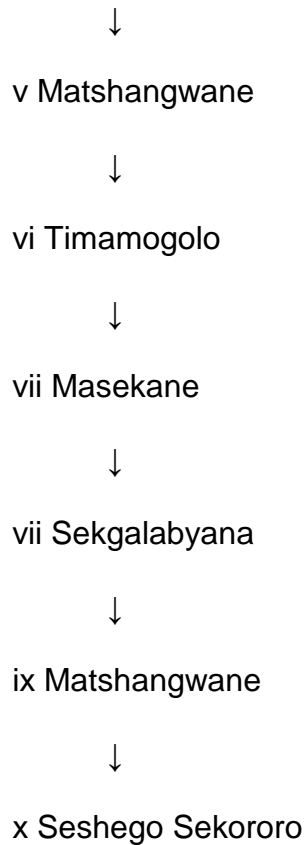 ↓
v Matshangwane
↓
vi Timamogolo
↓
vii Masekane
↓
vii Sekgalabyana
↓
ix Matshangwane
↓
x Seshego Sekororo